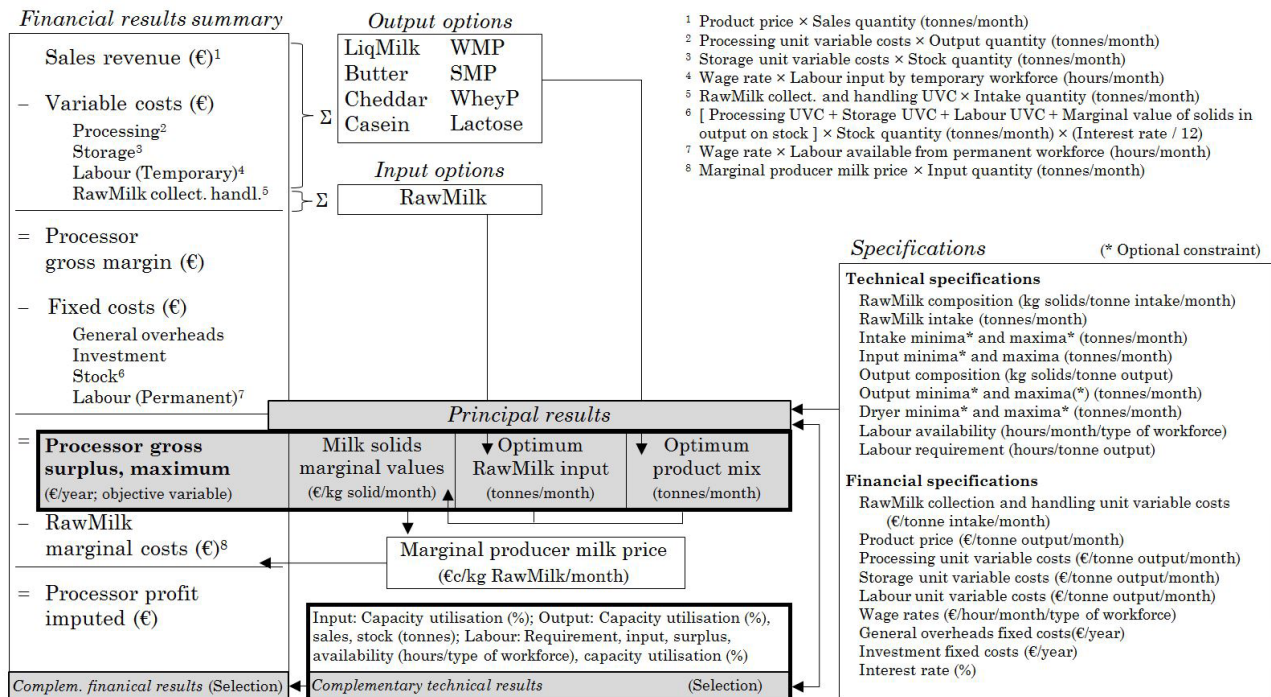 Financial results summary
Sales revenue (€)¹
– Variable costs (€)
Processing²
Storage³
Labour (Temporary)⁴
RawMilk collect. handl.⁵
= Processor
gross margin (€)
– Fixed costs (€)
General overheads
Investment
Stock⁶
Labour (Permanent)⁷
=
Processor gross
surplus, maximum
(€/year; objective variable)
– RawMilk
marginal costs (€)⁸
= Processor profit
imputed (€)
Complem. finanical results (Selection)
Σ
Σ
Output options
LiqMilk WMP
Butter SMP
Cheddar WheyP
Casein Lactose
Input options
RawMilk
Principal results
Milk solids
marginal values
(€/kg solid/month)
Optimum
RawMilk input
(tonnes/month)
Optimum
product mix
(tonnes/month)
Marginal producer milk price
(€c/kg RawMilk/month)
Input: Capacity utilisation (%); Output: Capacity utilisation (%),
sales, stock (tonnes); Labour: Requirement, input, surplus,
availability (hours/type of workforce), capacity utilisation (%)
Complementary technical results (Selection)
¹ Product price × Sales quantity (tonnes/month)
² Processing unit variable costs × Output quantity (tonnes/month)
³ Storage unit variable costs × Stock quantity (tonnes/month)
⁴ Wage rate × Labour input by temporary workforce (hours/month)
⁵ RawMilk collect. and handling UVC × Intake quantity (tonnes/month)
⁶ [ Processing UVC + Storage UVC + Labour UVC + Marginal value of solids in
output on stock ] × Stock quantity (tonnes/month) × (Interest rate / 12)
⁷ Wage rate × Labour available from permanent workforce (hours/month)
⁸ Marginal producer milk price × Input quantity (tonnes/month)
Specifications (* Optional constraint)
Technical specifications
RawMilk composition (kg solids/tonne intake/month)
RawMilk intake (tonnes/month)
Intake minima* and maxima* (tonnes/month)
Input minima* and maxima (tonnes/month)
Output composition (kg solids/tonne output)
Output minima* and maxima(*) (tonnes/month)
Dryer minima* and maxima* (tonnes/month)
Labour availability (hours/month/type of workforce)
Labour requirement (hours/tonne output)
Financial specifications
RawMilk collection and handling unit variable costs
(€/tonne intake/month)
Product price (€/tonne output/month)
Processing unit variable costs (€/tonne output/month)
Storage unit variable costs (€/tonne output/month)
Labour unit variable costs (€/tonne output/month)
Wage rates (€/hour/month/type of workforce)
General overheads fixed costs(€/year)
Investment fixed costs (€/year)
Interest rate (%)